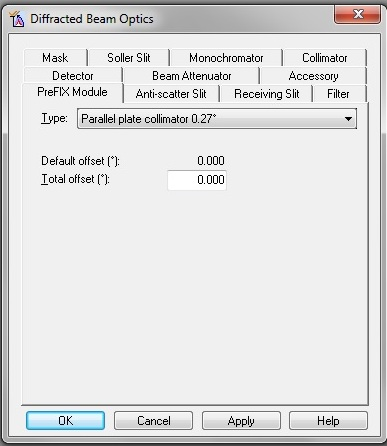 Diffracted Beam Optics
Mask Soller Slit Monochromator Collimator
Detector Beam Attenuator Accessory
PreFIX Module Anti-scatter Slit Receiving Slit Filter
Type: Parallel plate collimator 0.27°
Default offset (°): 0.000
Total offset (°): 0.000
OK Cancel Apply Help